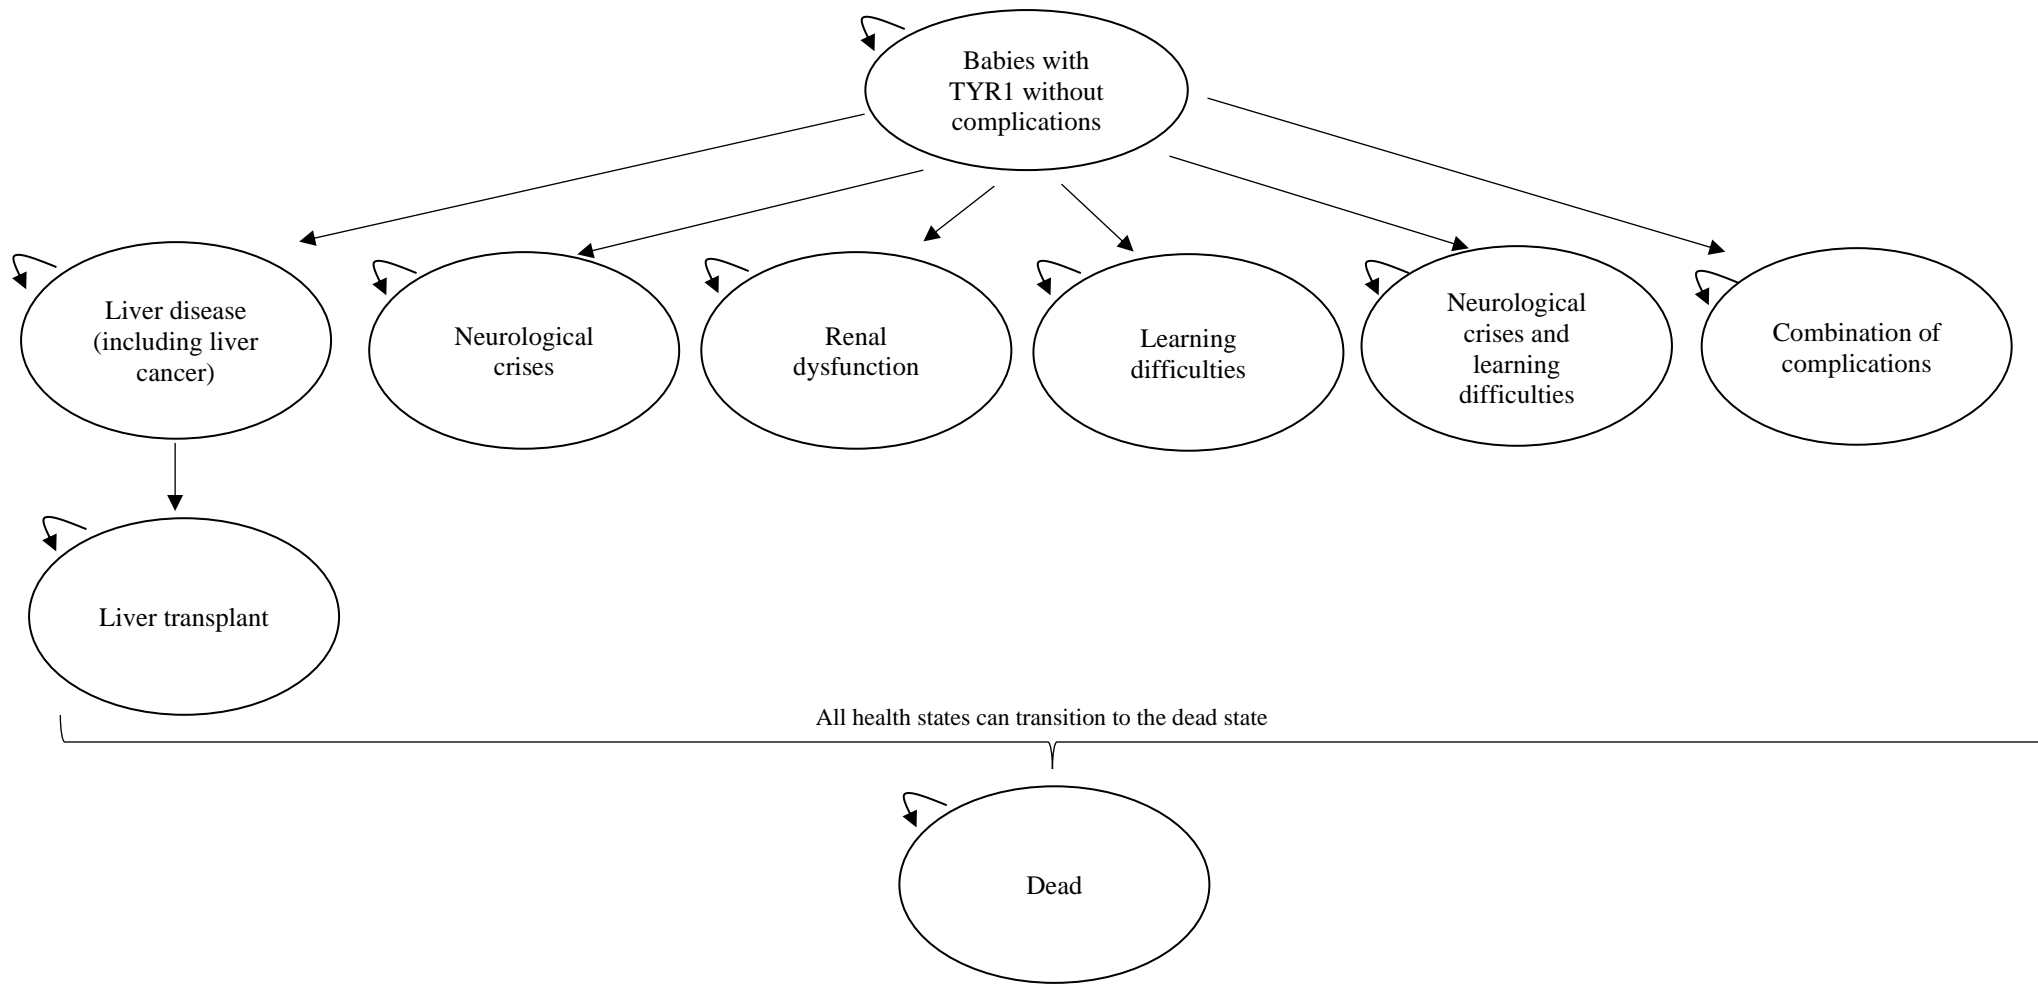 Babies with
TYR1 without
complications
Liver disease
(including liver
cancer)
Neurological
crises
Renal
dysfunction
Learning
difficulties
Neurological
crises and
learning
difficulties
Combination of
complications
Liver transplant
All health states can transition to the dead state
Dead